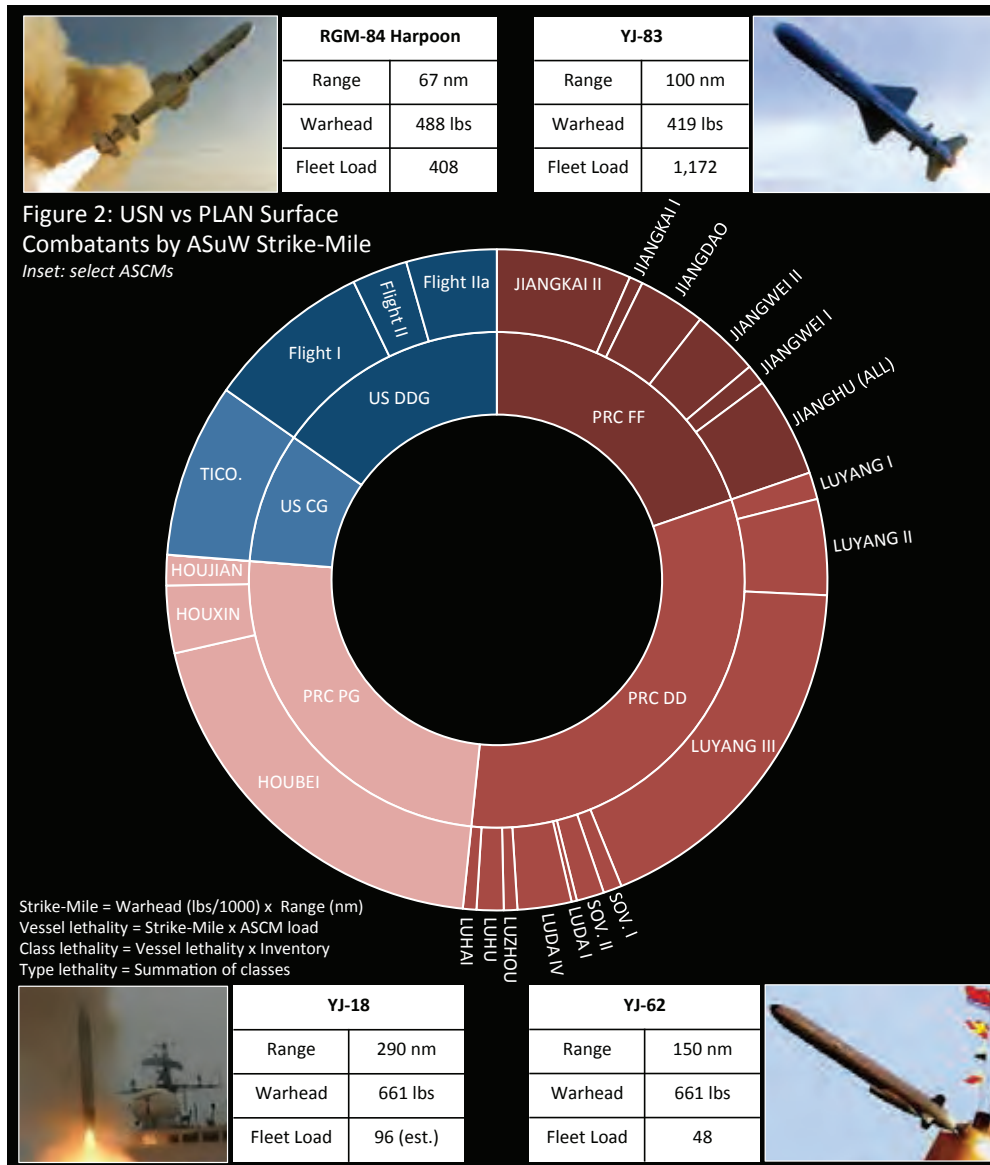 RGM-84 Harpoon
Range 67 nm
Warhead 488 lbs
Fleet Load 408
YJ-83
Range 100 nm
Warhead 419 lbs
Fleet Load 1,172
Figure 2: USN vs PLAN Surface
Combatants by ASuW Strike-Mile
Inset: select ASCMs
Flight I
Flight II
Flight IIa
JIANGKAI II
JIANGKAI I
JIANGDAO
JIANGWEI II
JIANGWEI I
JIANGHU (ALL)
LUYANG I
LUYANG II
LUYANG III
SOV. I
SOV. II
LUDA I
LUDA IV
LUZHOU
LUHU
LUHAI
HOUBEI
HOUXIN
HOUJIAN
TICO.
US DDG
PRC FF
US CG
PRC PG
PRC DD
Strike-Mile = Warhead (lbs/1000) x Range (nm)
Vessel lethality = Strike-Mile x ASCM load
Class lethality = Vessel lethality x Inventory
Type lethality = Summation of classes
YJ-18
Range 290 nm
Warhead 661 lbs
Fleet Load 96 (est.)
YJ-62
Range 150 nm
Warhead 661 lbs
Fleet Load 48